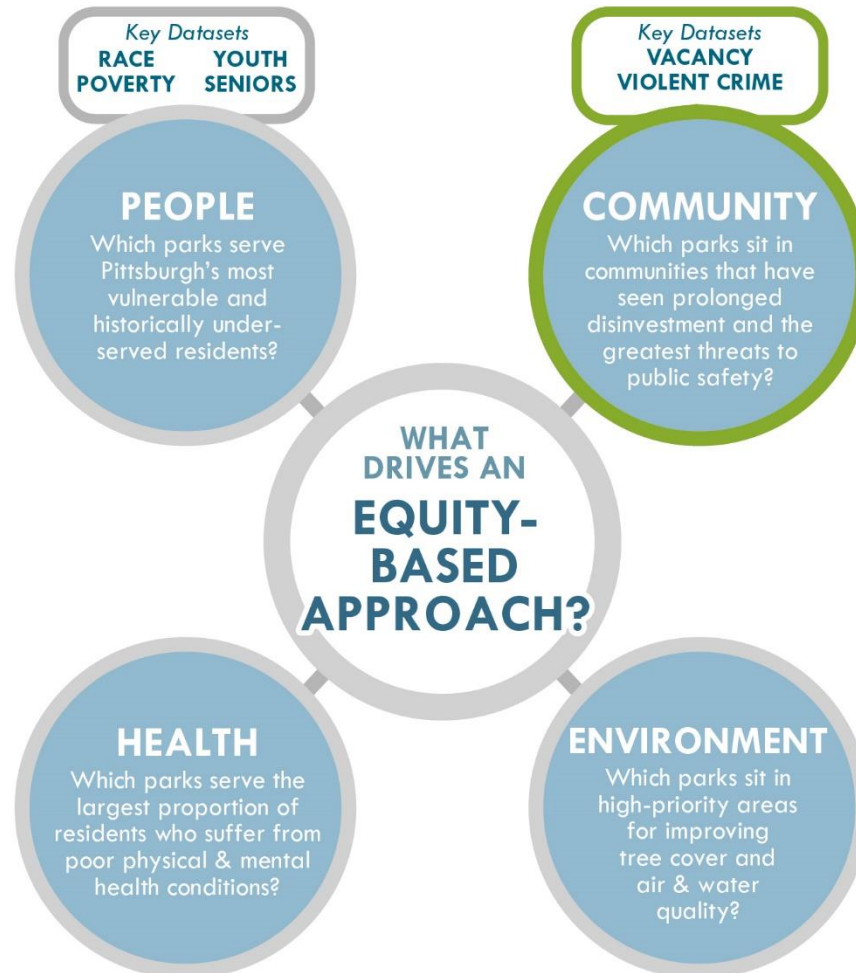 Key Datasets
RACE YOUTH
POVERTY SENIORS
PEOPLE
Which parks serve
Pittsburgh's most
vulnerable and
historically under-
served residents?
Key Datasets
VACANCY
VIOLENT CRIME
COMMUNITY
Which parks sit in
communities that have
seen prolonged
disinvestment and the
greatest threats to
public safety?
WHAT
DRIVES AN
EQUITY-
BASED
APPROACH?
HEALTH
Which parks serve the
largest proportion of
residents who suffer from
poor physical & mental
health conditions?
ENVIRONMENT
Which parks sit in
high-priority areas
for improving
tree cover and
air & water
quality?